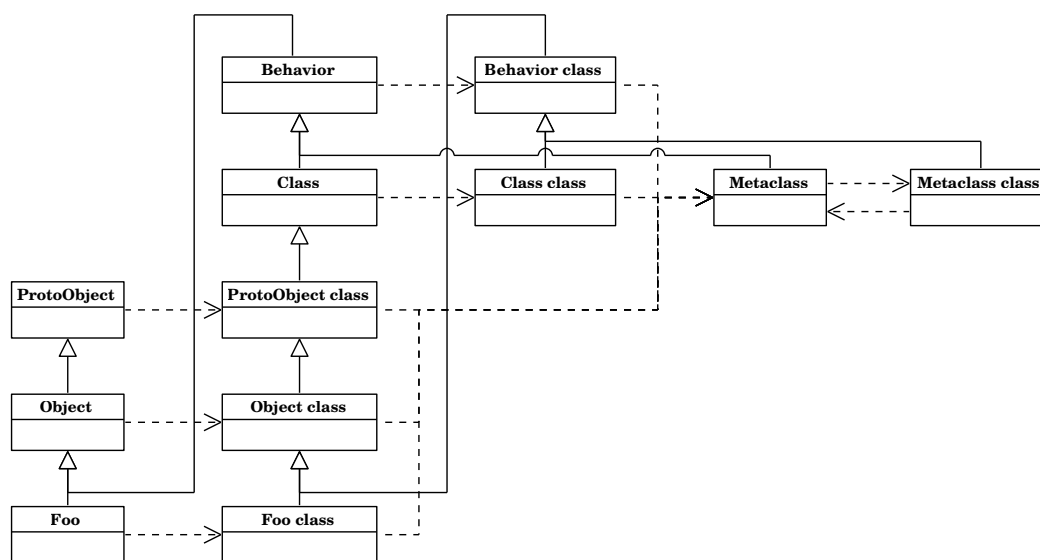 Behavior
Behavior class
Class
Class class
Metaclass
Metaclass class
ProtoObject
ProtoObject class
Object
Object class
Foo
Foo class